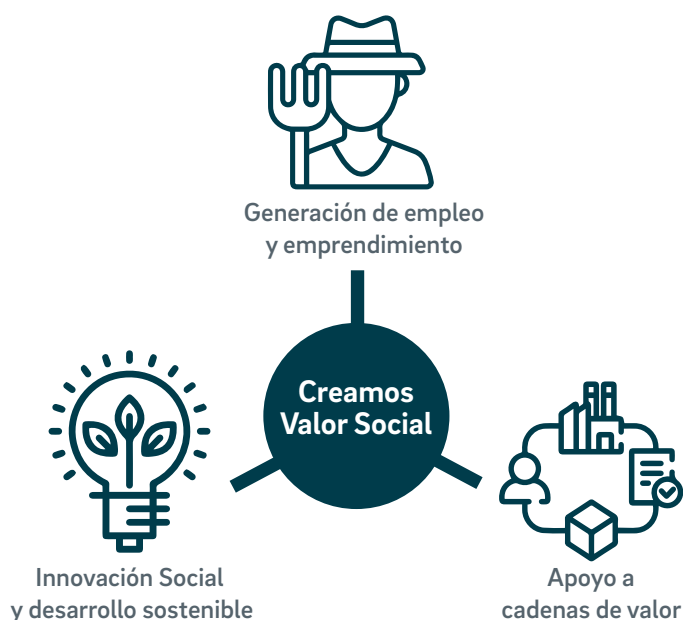 Generación de empleo
y emprendimiento
Creamos
Valor Social
Innovación Social
y desarrollo sostenible
Apoyo a
cadenas de valor